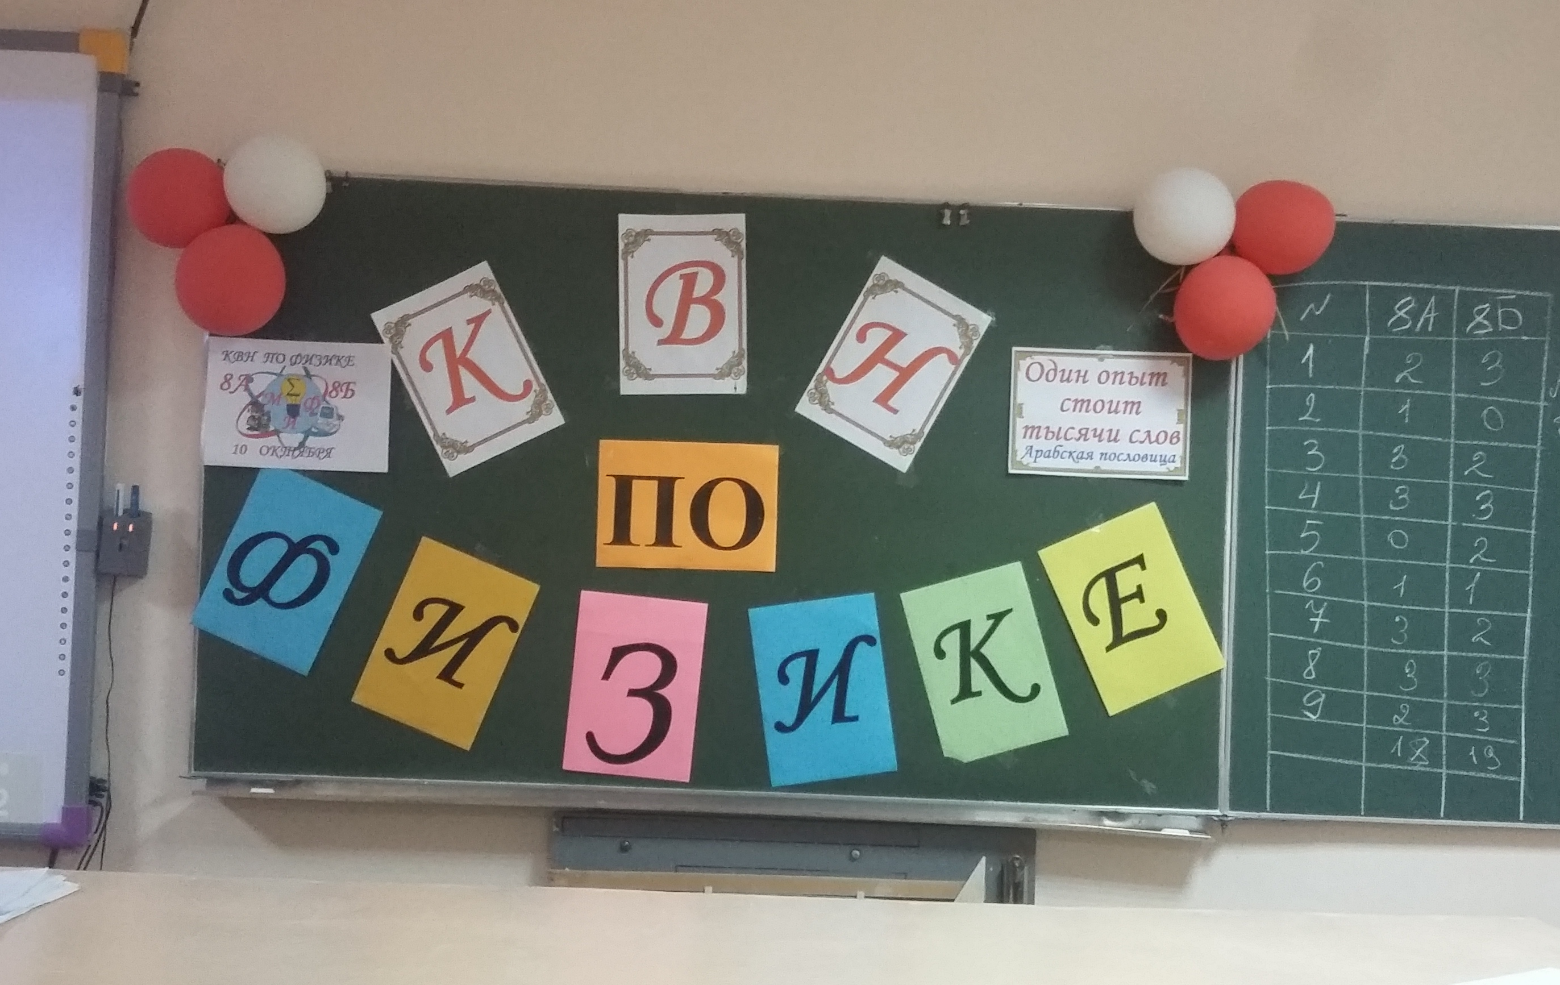 К В Н
КВН ПО ФИЗИКЕ
8А 8Б
10 ОКТЯБРЯ
Один опыт
стоит
тысячи слов
Арабская пословица
ПО
Ф И З И К Е
N 8А 8Б
1 2 3
2 1 0
3 3 2
4 3 3
5 0 2
6 1 1
7 3 2
8 3 3
9 2 3
18 19